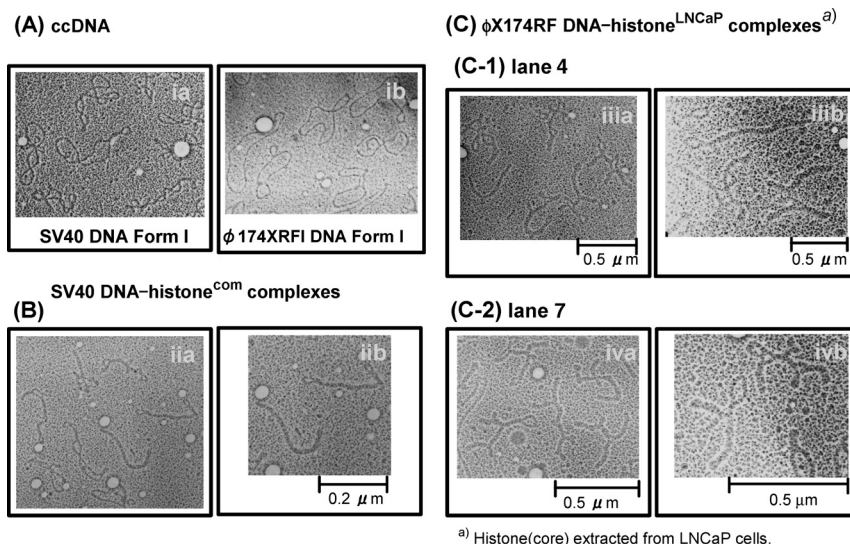 (A) ccDNA
ia
ib
SV40 DNA Form I
ϕ174XRFI DNA Form I
SV40 DNA-histone^com complexes
(B)
iia
iib
0.2 μm
(C) ϕX174RF DNA-histone^LNCaP complexes^a)
(C-1) lane 4
iiia
iiib
0.5 μm
0.5 μm
(C-2) lane 7
iva
ivb
0.5 μm
0.5 μm
a) Histone(core) extracted from LNCaP cells.